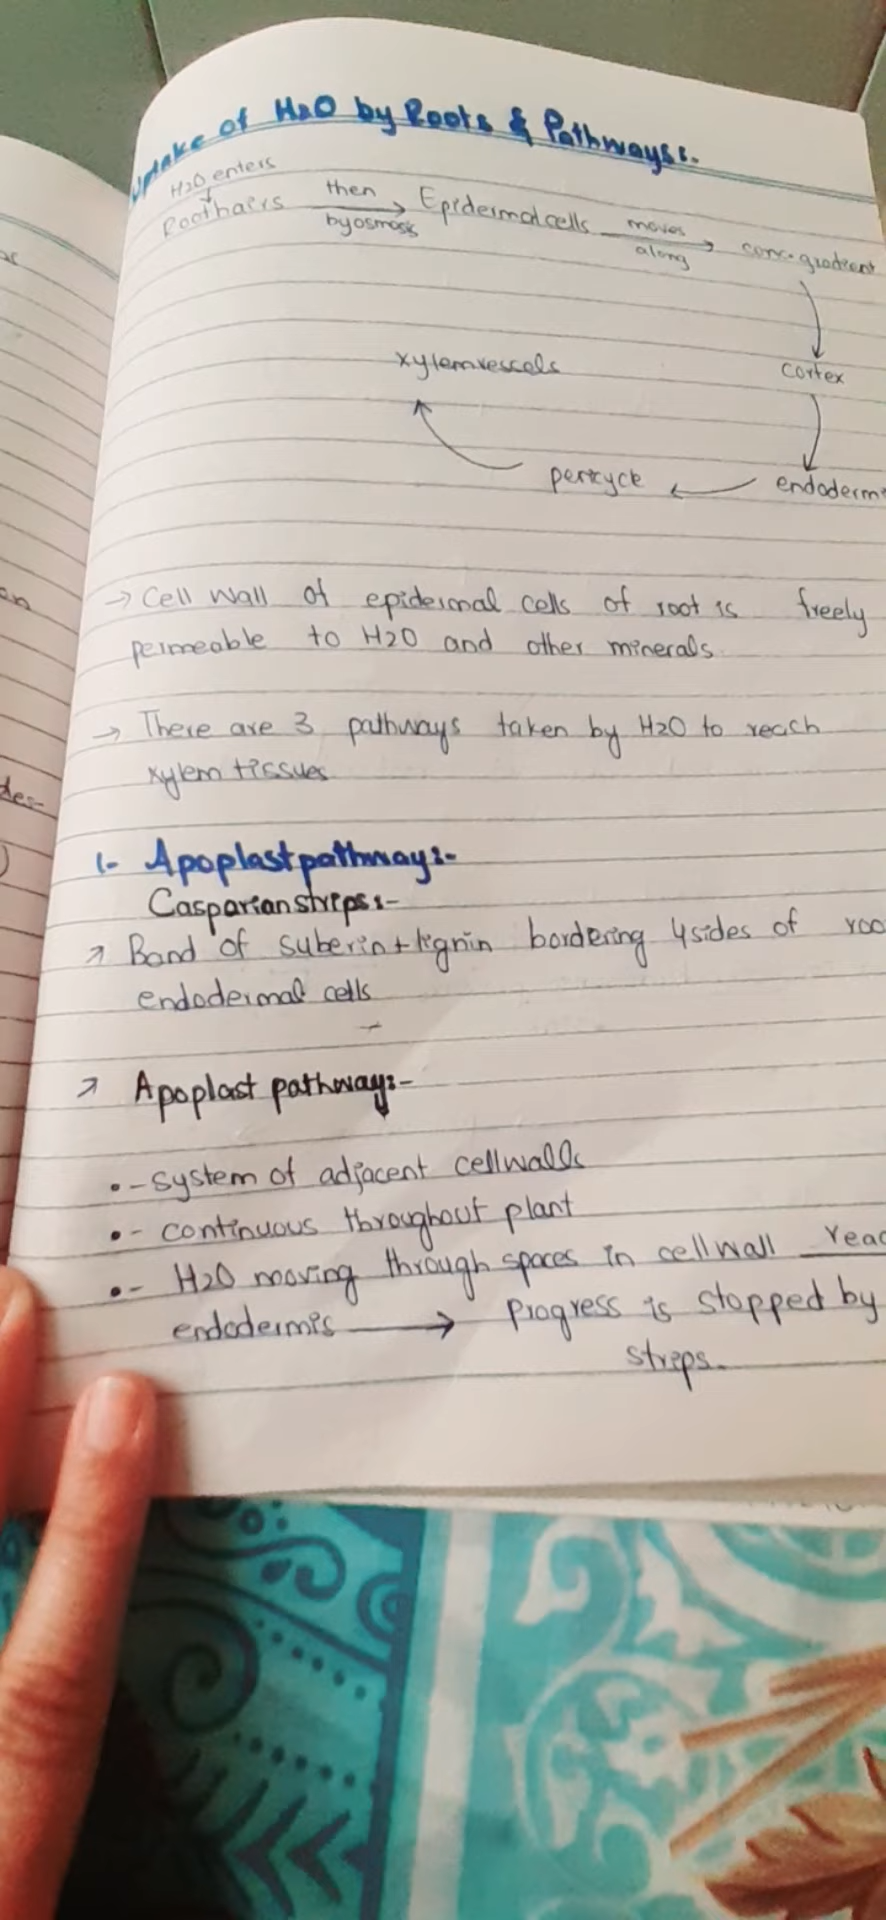 Uptake of H2O by Roots & Pathways:-
H2O enters
Roothairs then by osmosis Epidermal cells moves along conc. gradient
xylem vessels cortex
pericycle endoderm
→ Cell wall of epidermal cells of root is freely
permeable to H2O and other minerals
→ There are 3 pathways taken by H2O to reach
xylem tissues
1- Apoplast pathway:-
Casparian strips:-
→ Band of suberin + lignin bordering 4 sides of roo
endodermal cells
→ Apoplast pathway:-
•- system of adjacent cell walls
•- continuous throughout plant
•- H2O moving through spaces in cell wall reac
endodermis → Progress is stopped by
strips.